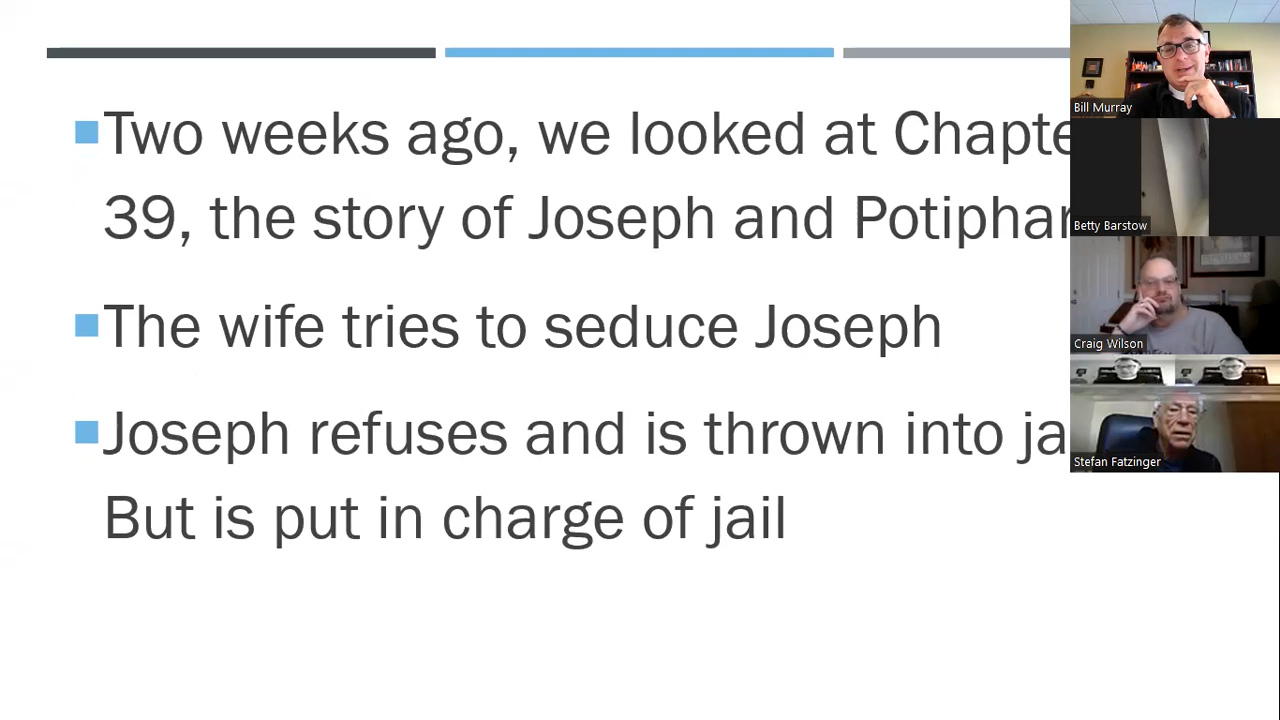 Two weeks ago, we looked at Chapte
39, the story of Joseph and Potiphar
The wife tries to seduce Joseph
Joseph refuses and is thrown into ja
But is put in charge of jail
Bill Murray
Betty Barstow
Craig Wilson
Stefan Fatzinger